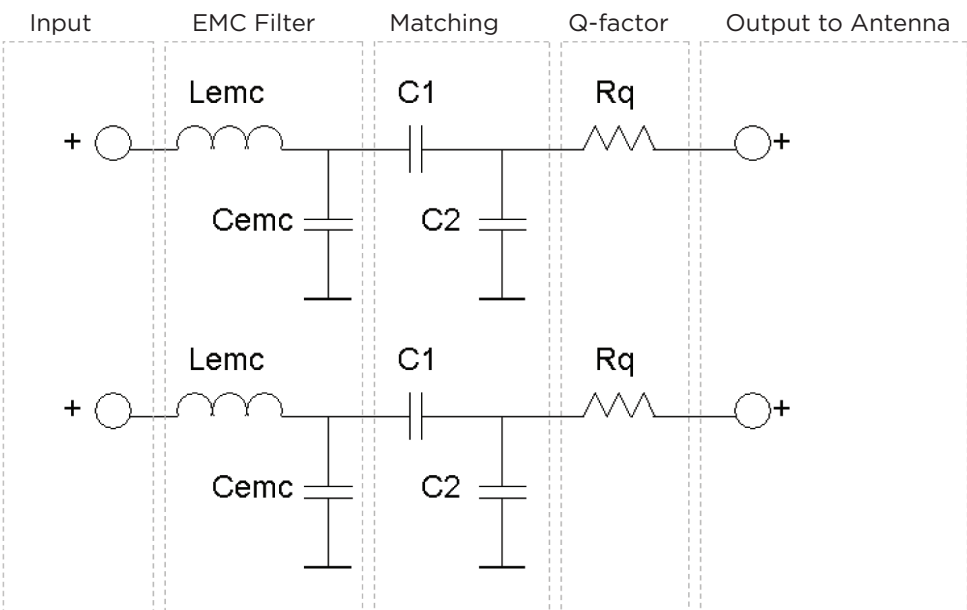 Input EMC Filter Matching Q-factor Output to Antenna
Lemc C1 Rq
+ +
Cemc C2
Lemc C1 Rq
+ +
Cemc C2